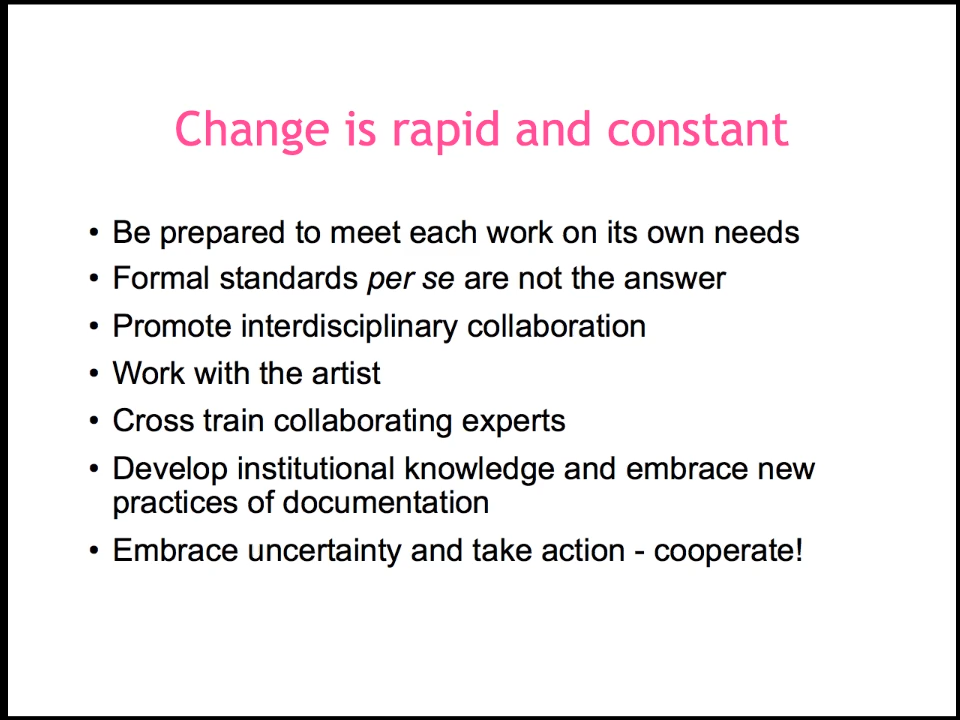 Change is rapid and constant
• Be prepared to meet each work on its own needs
• Formal standards per se are not the answer
• Promote interdisciplinary collaboration
• Work with the artist
• Cross train collaborating experts
• Develop institutional knowledge and embrace new
practices of documentation
• Embrace uncertainty and take action - cooperate!